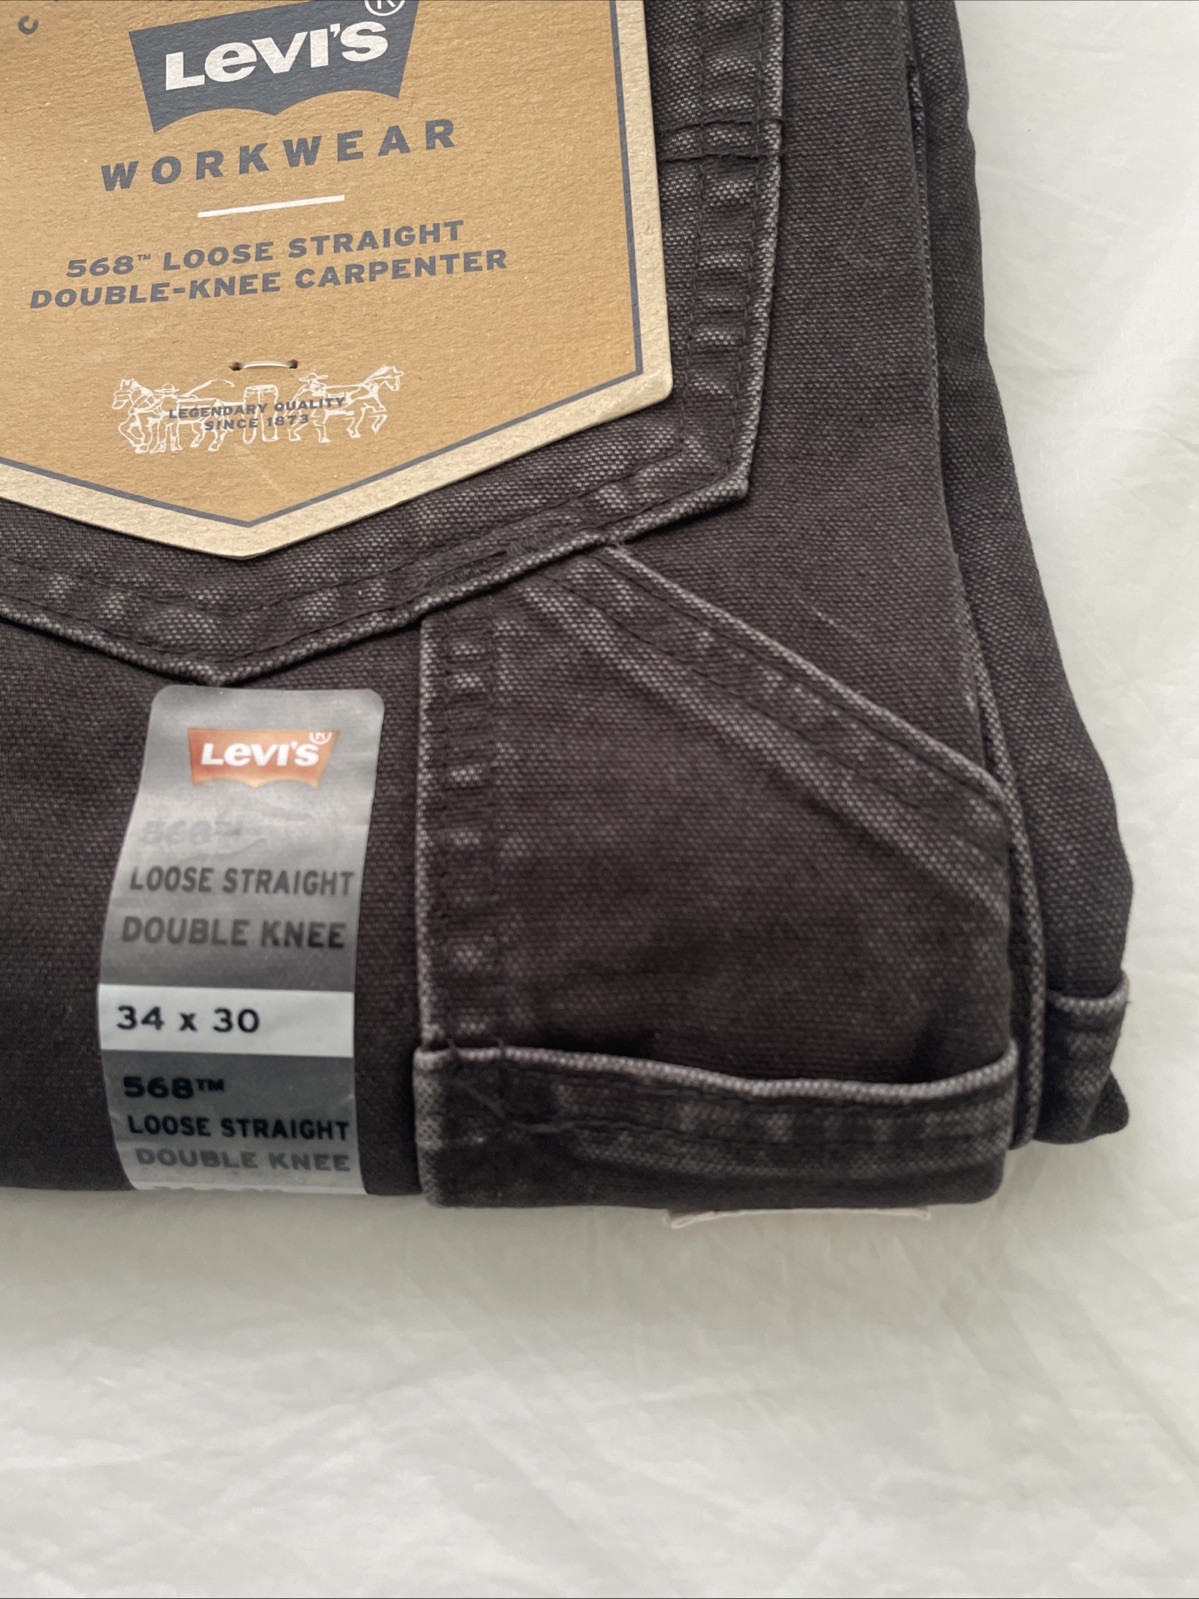 Levi's®
WORKWEAR
568™ LOOSE STRAIGHT
DOUBLE-KNEE CARPENTER
LEGENDARY QUALITY
SINCE 1873
Levi's®
568™
LOOSE STRAIGHT
DOUBLE KNEE
34 x 30
568™
LOOSE STRAIGHT
DOUBLE KNEE